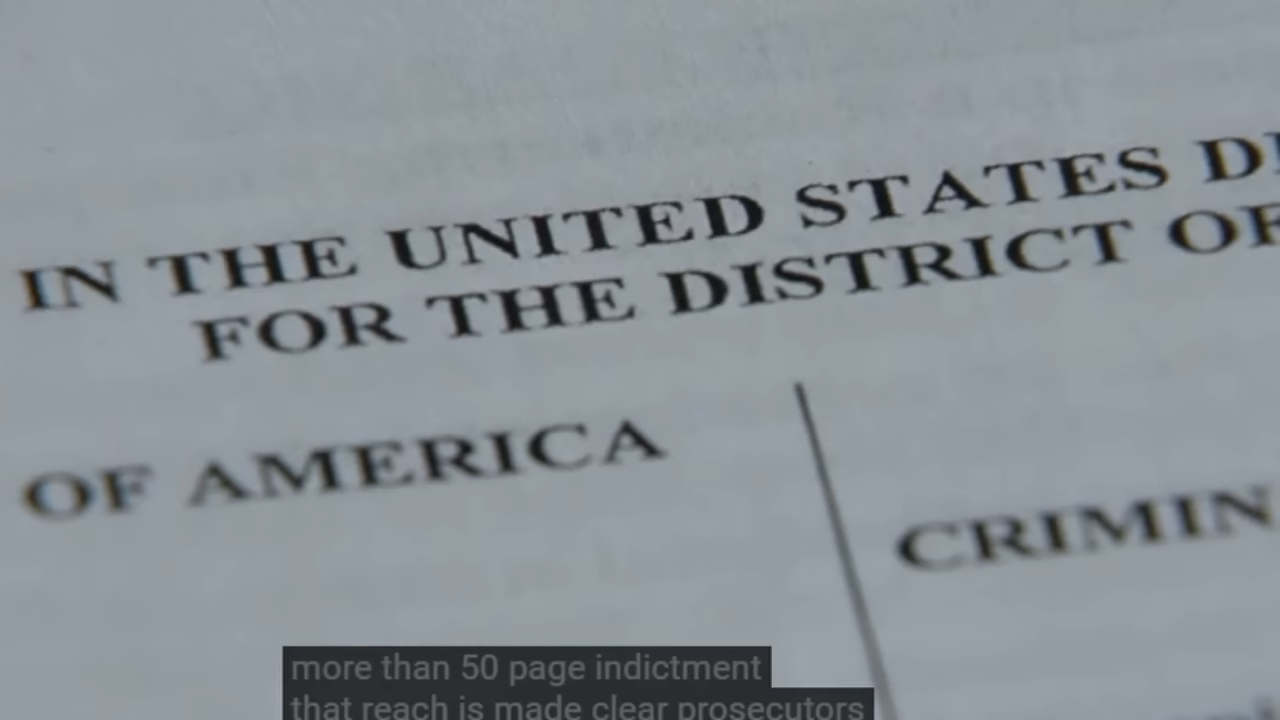 IN THE UNITED STATES DI
FOR THE DISTRICT OF
OF AMERICA
CRIMIN
more than 50 page indictment
that reach is made clear prosecutors